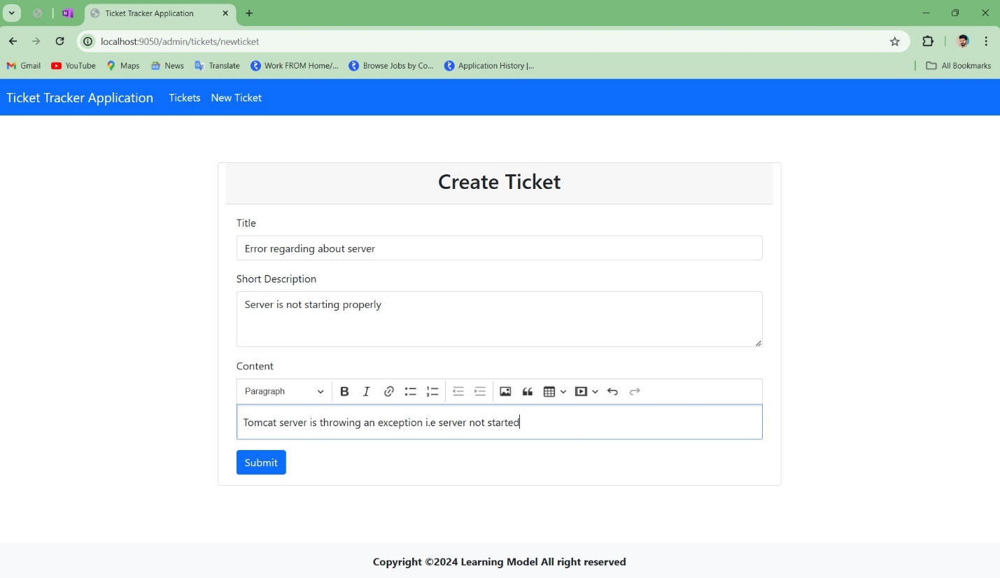 Ticket Tracker Application
localhost:9050/admin/tickets/newticket
Gmail YouTube Maps News Translate Work FROM Home/... Browse Jobs by Co... Application History |... All Bookmarks
Ticket Tracker Application Tickets New Ticket
Create Ticket
Title
Error regarding about server
Short Description
Server is not starting properly
Content
Paragraph
Tomcat server is throwing an exception i.e server not started
Submit
Copyright ©2024 Learning Model All right reserved